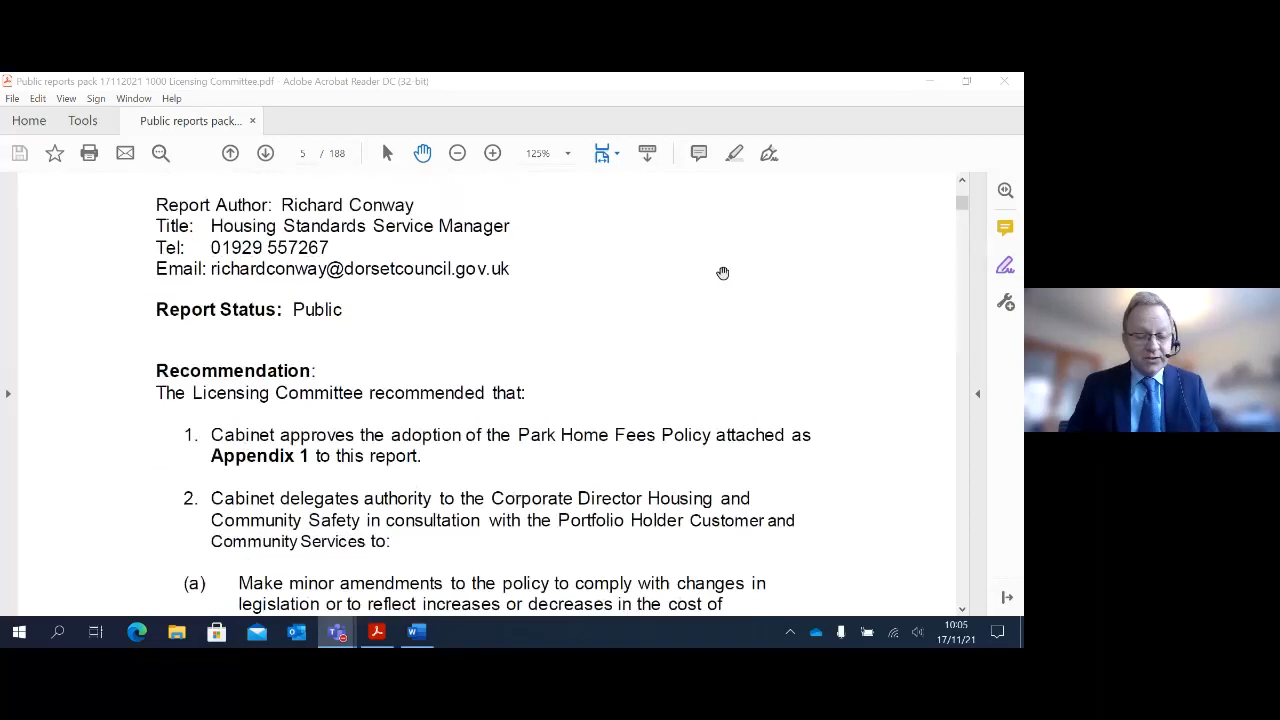 Public reports pack 17112021 1000 Licensing Committee.pdf - Adobe Acrobat Reader DC (32-bit)
File Edit View Sign Window Help
Home Tools Public reports pack... ×
5 / 188 125%
Report Author: Richard Conway
Title: Housing Standards Service Manager
Tel: 01929 557267
Email: richardconway@dorsetcouncil.gov.uk
Report Status: Public
Recommendation:
The Licensing Committee recommended that:
1. Cabinet approves the adoption of the Park Home Fees Policy attached as
Appendix 1 to this report.
2. Cabinet delegates authority to the Corporate Director Housing and
Community Safety in consultation with the Portfolio Holder Customer and
Community Services to:
(a) Make minor amendments to the policy to comply with changes in
legislation or to reflect increases or decreases in the cost of
10:05
17/11/21